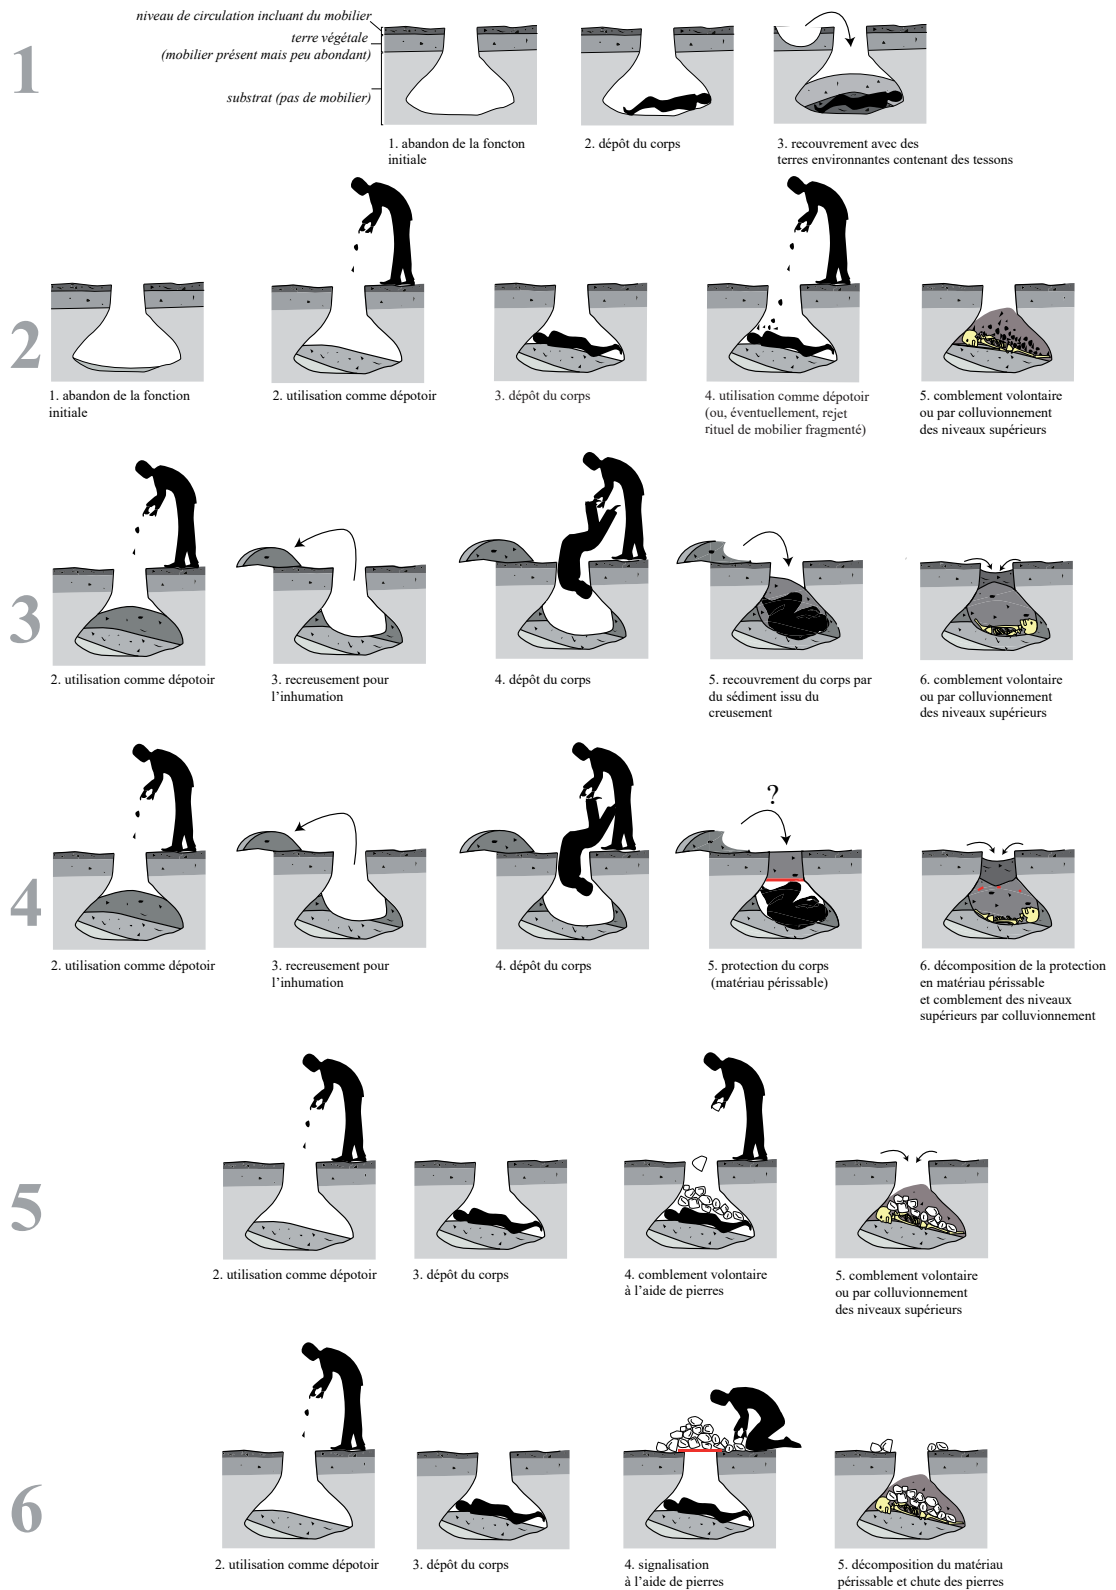 niveau de circulation incluant du mobilier
terre végétale
(mobilier présent mais peu abondant)
substrat (pas de mobilier)
1
1. abandon de la foncton
initiale
2. dépôt du corps
3. recouvrement avec des
terres environnantes contenant des tessons
2
1. abandon de la fonction
initiale
2. utilisation comme dépotoir
3. dépôt du corps
4. utilisation comme dépotoir
(ou, éventuellement, rejet
rituel de mobilier fragmenté)
5. comblement volontaire
ou par colluvionnement
des niveaux supérieurs
3
2. utilisation comme dépotoir
3. recreusement pour
l'inhumation
4. dépôt du corps
5. recouvrement du corps par
du sédiment issu du
creusement
6. comblement volontaire
ou par colluvionnement
des niveaux supérieurs
4
?
2. utilisation comme dépotoir
3. recreusement pour
l'inhumation
4. dépôt du corps
5. protection du corps
(matériau périssable)
6. décomposition de la protection
en matériau périssable
et comblement des niveaux
supérieurs par colluvionnement
5
2. utilisation comme dépotoir
3. dépôt du corps
4. comblement volontaire
à l'aide de pierres
5. comblement volontaire
ou par colluvionnement
des niveaux supérieurs
6
2. utilisation comme dépotoir
3. dépôt du corps
4. signalisation
à l'aide de pierres
5. décomposition du matériau
périssable et chute des pierres